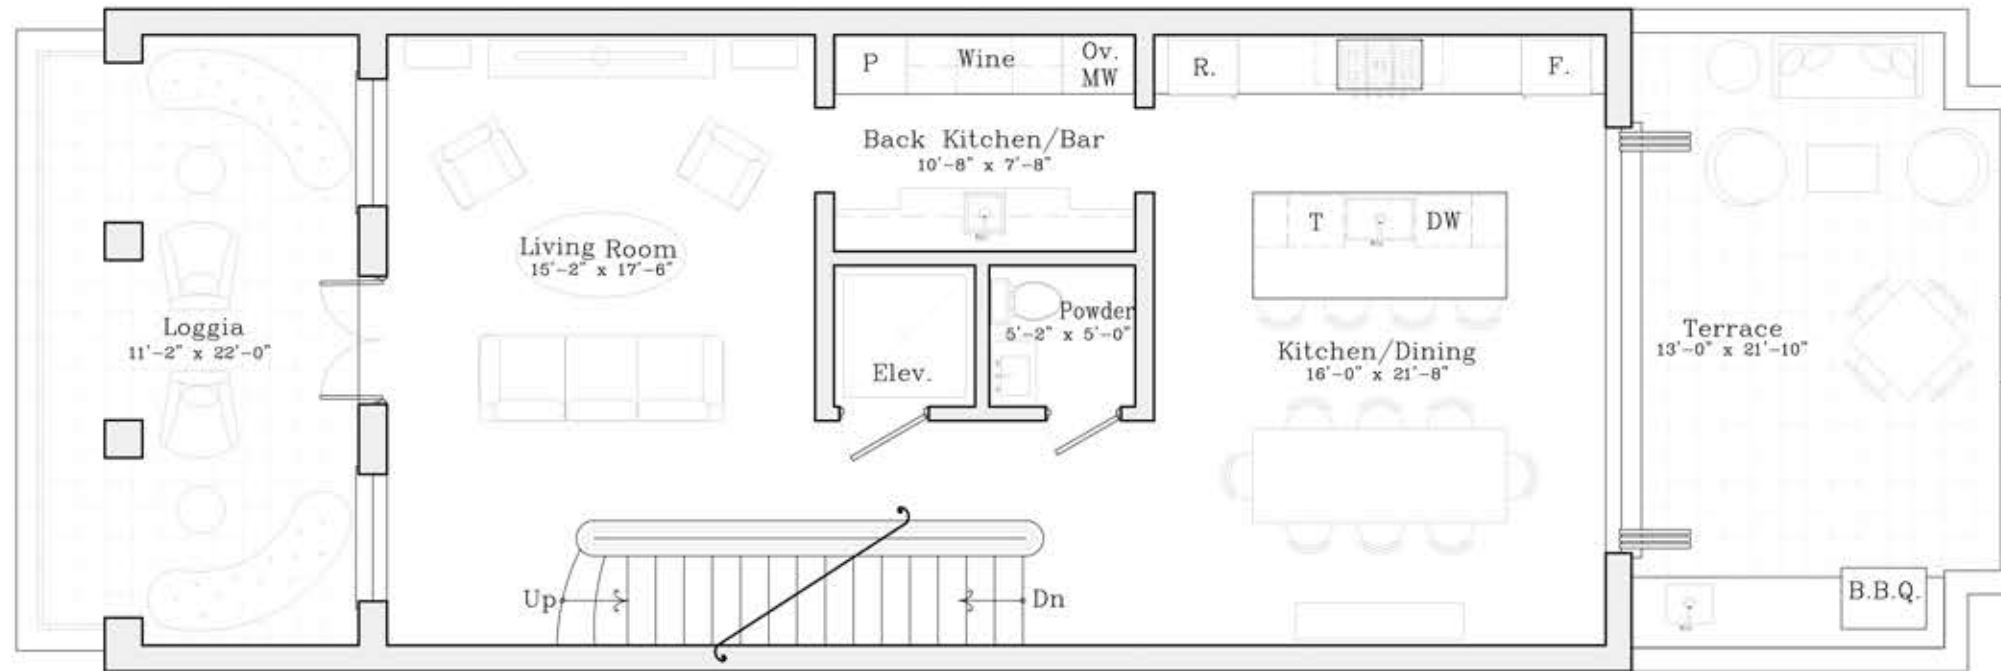 P
Wine
Ov.
MW
R.
F.
Back Kitchen/Bar
10'-8" x 7'-8"
T
DW
Living Room
15'-2" x 17'-6"
Loggia
11'-2" x 22'-0"
Powder
5'-2" x 5'-0"
Elev.
Kitchen/Dining
16'-0" x 21'-8"
Terrace
13'-0" x 21'-10"
Up
Dn
B.B.Q.